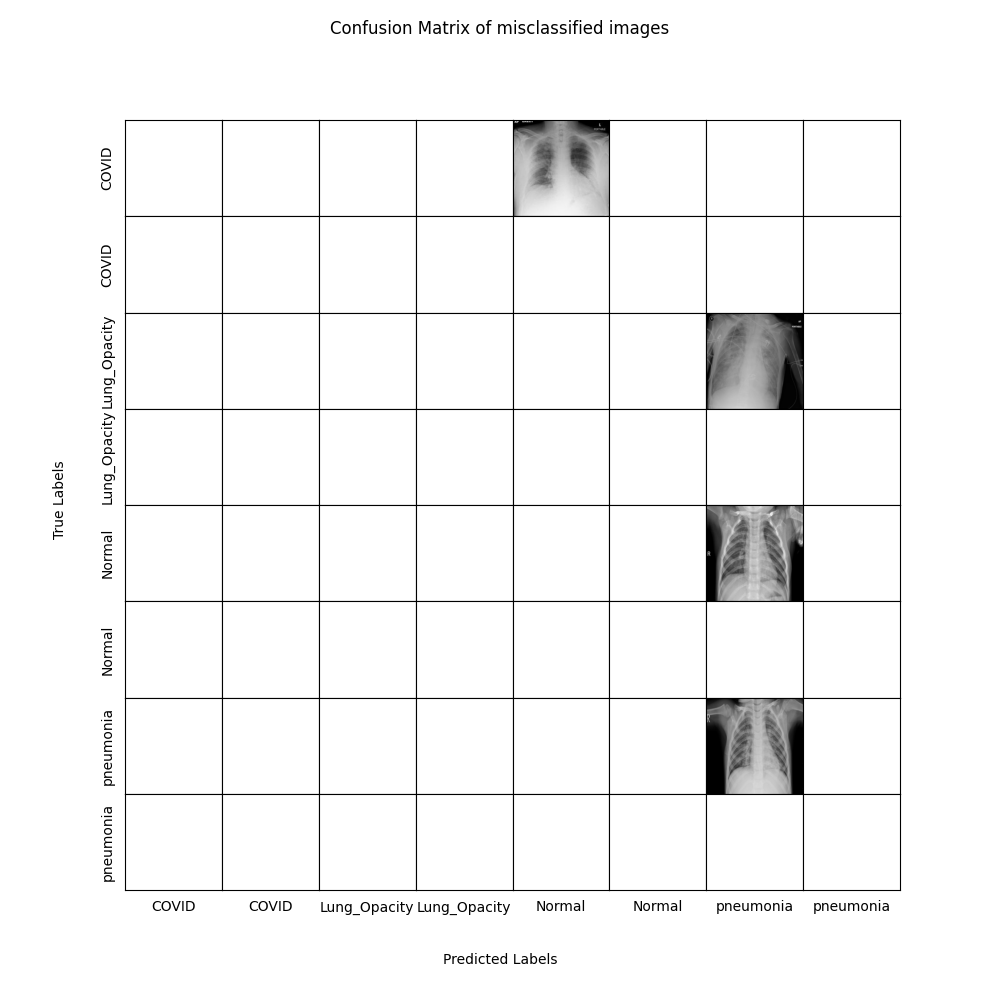 Confusion Matrix of misclassified images
True Labels
COVID
COVID
Lung_Opacity
Lung_Opacity
Normal
Normal
pneumonia
pneumonia
COVID COVID Lung_Opacity Lung_Opacity Normal Normal pneumonia pneumonia
Predicted Labels